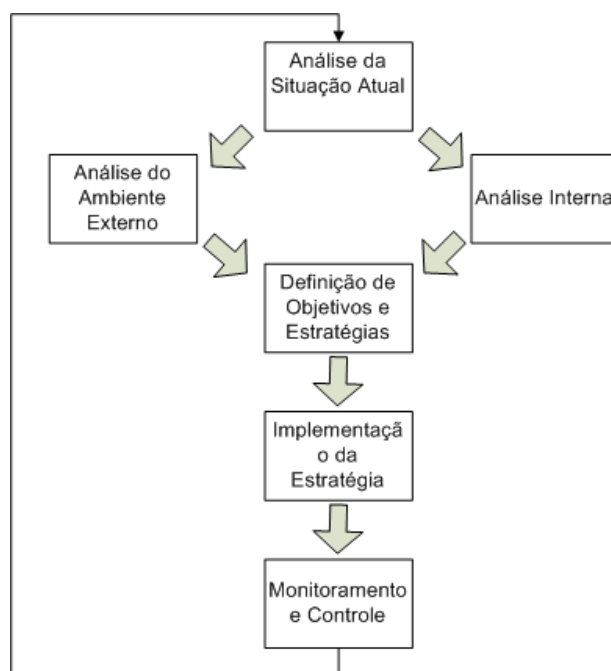 Análise da
Situação Atual
Análise do
Ambiente
Externo
Análise Interna
Definição de
Objetivos e
Estratégias
Implementaçã
o da
Estratégia
Monitoramento
e Controle